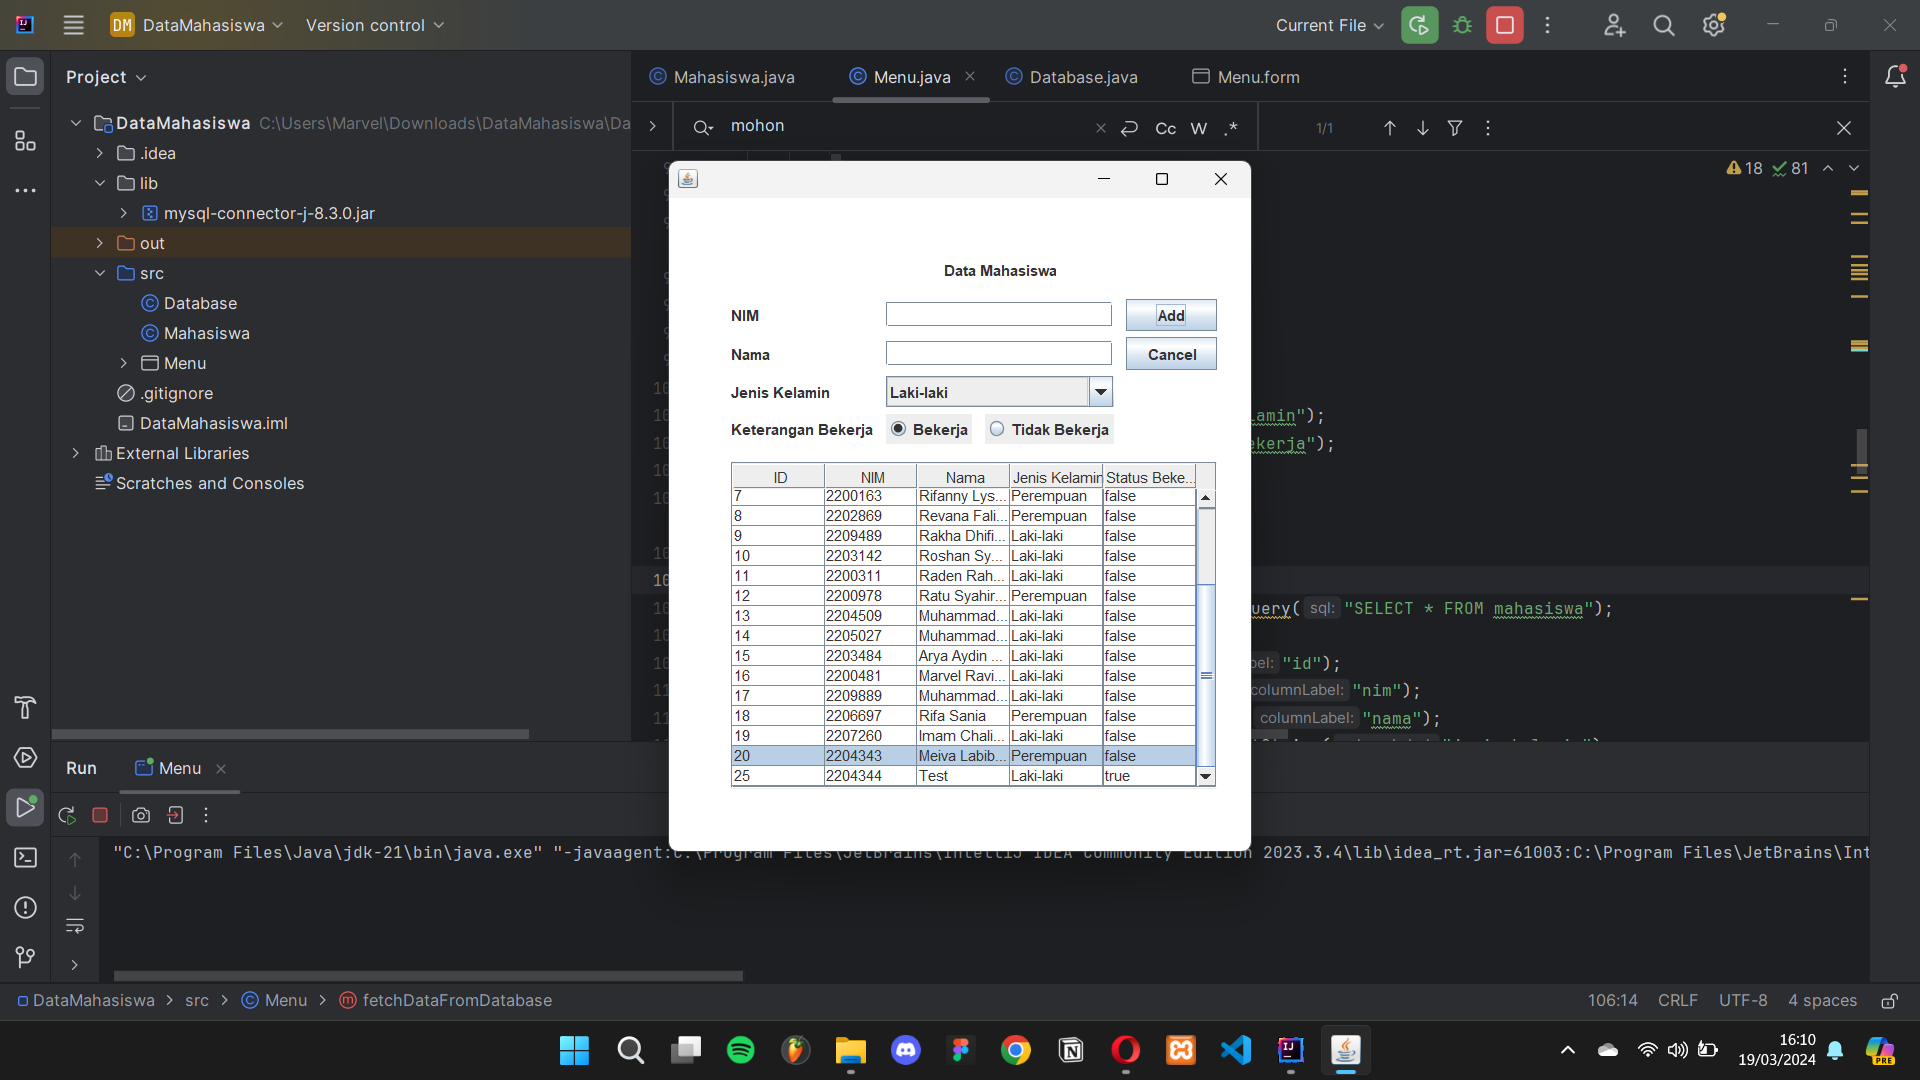 DM DataMahasiswa Version control Current File
Project
Mahasiswa.java Menu.java Database.java Menu.form
DataMahasiswa C:\Users\Marvel\Downloads\DataMahasiswa\Da
mohon Cc W .* 1/1
.idea
lib
mysql-connector-j-8.3.0.jar
out
src
Database
Mahasiswa
Menu
.gitignore
DataMahasiswa.iml
External Libraries
Scratches and Consoles
18 81
Data Mahasiswa
NIM Add
Nama Cancel
Jenis Kelamin Laki-laki
Keterangan Bekerja Bekerja Tidak Bekerja
ID NIM Nama Jenis Kelamin Status Beke...
7 2200163 Rifanny Lys... Perempuan false
8 2202869 Revana Fali... Perempuan false
9 2209489 Rakha Dhifi... Laki-laki false
10 2203142 Roshan Sy... Laki-laki false
11 2200311 Raden Rah... Laki-laki false
12 2200978 Ratu Syahir... Perempuan false
13 2204509 Muhammad... Laki-laki false
14 2205027 Muhammad... Laki-laki false
15 2203484 Arya Aydin ... Laki-laki false
16 2200481 Marvel Ravi... Laki-laki false
17 2209889 Muhammad... Laki-laki false
18 2206697 Rifa Sania Perempuan false
19 2207260 Imam Chali... Laki-laki false
20 2204343 Meiva Labib... Perempuan false
25 2204344 Test Laki-laki true
amin");
ekerja");
uery( sql: "SELECT * FROM mahasiswa");
bel: "id");
columnLabel: "nim");
columnLabel: "nama");
Run Menu
"C:\Program Files\Java\jdk-21\bin\java.exe" "-javaagent:C:\Program Files\JetBrains\IntelliJ IDEA Community Edition 2023.3.4\lib\idea_rt.jar=61003:C:\Program Files\JetBrains\Int
DataMahasiswa > src > Menu > fetchDataFromDatabase
106:14 CRLF UTF-8 4 spaces
16:10
19/03/2024
PRE